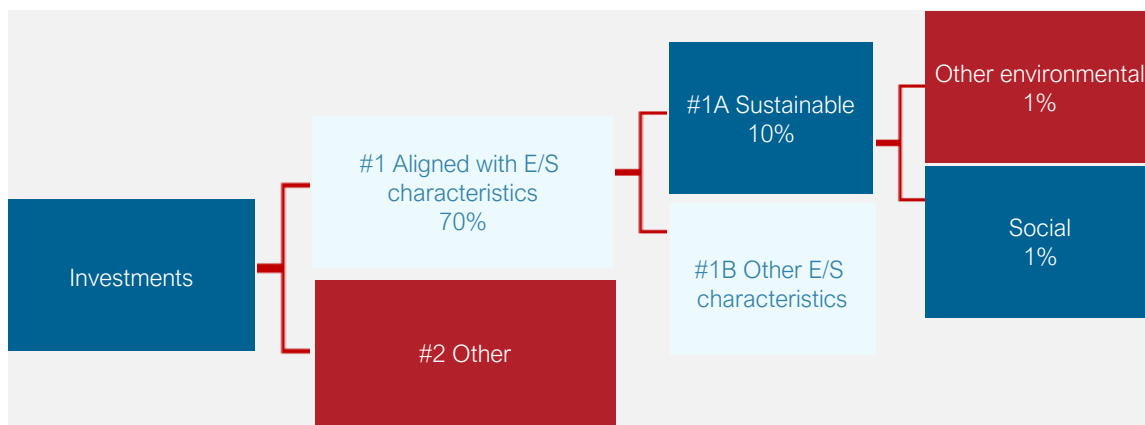 Investments
#1 Aligned with E/S
characteristics
70%
#2 Other
#1A Sustainable
10%
#1B Other E/S
characteristics
Other environmental
1%
Social
1%